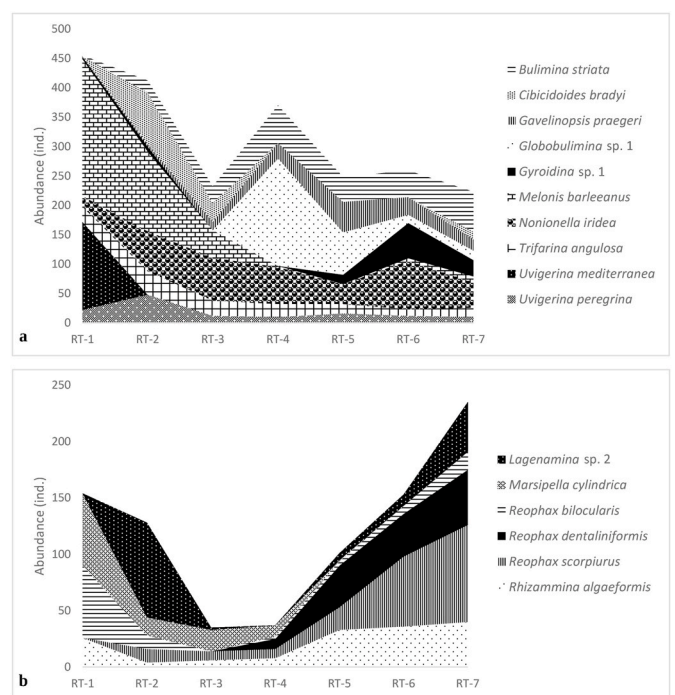 500
450
400
350
300
250
200
150
100
50
0
Abundance (ind.)
RT-1 RT-2 RT-3 RT-4 RT-5 RT-6 RT-7
Bulimina striata
Cibicidoides bradyi
Gavelinopsis praegeri
Globobulimina sp. 1
Gyroidina sp. 1
Melonis barleeanus
Nonionella iridea
Trifarina angulosa
Uvigerina mediterranea
Uvigerina peregrina
a
250
200
150
100
50
0
Abundance (ind.)
RT-1 RT-2 RT-3 RT-4 RT-5 RT-6 RT-7
Lagenamina sp. 2
Marsipella cylindrica
Reophax bilocularis
Reophax dentaliniformis
Reophax scorpiurus
Rhizammina algaeformis
b